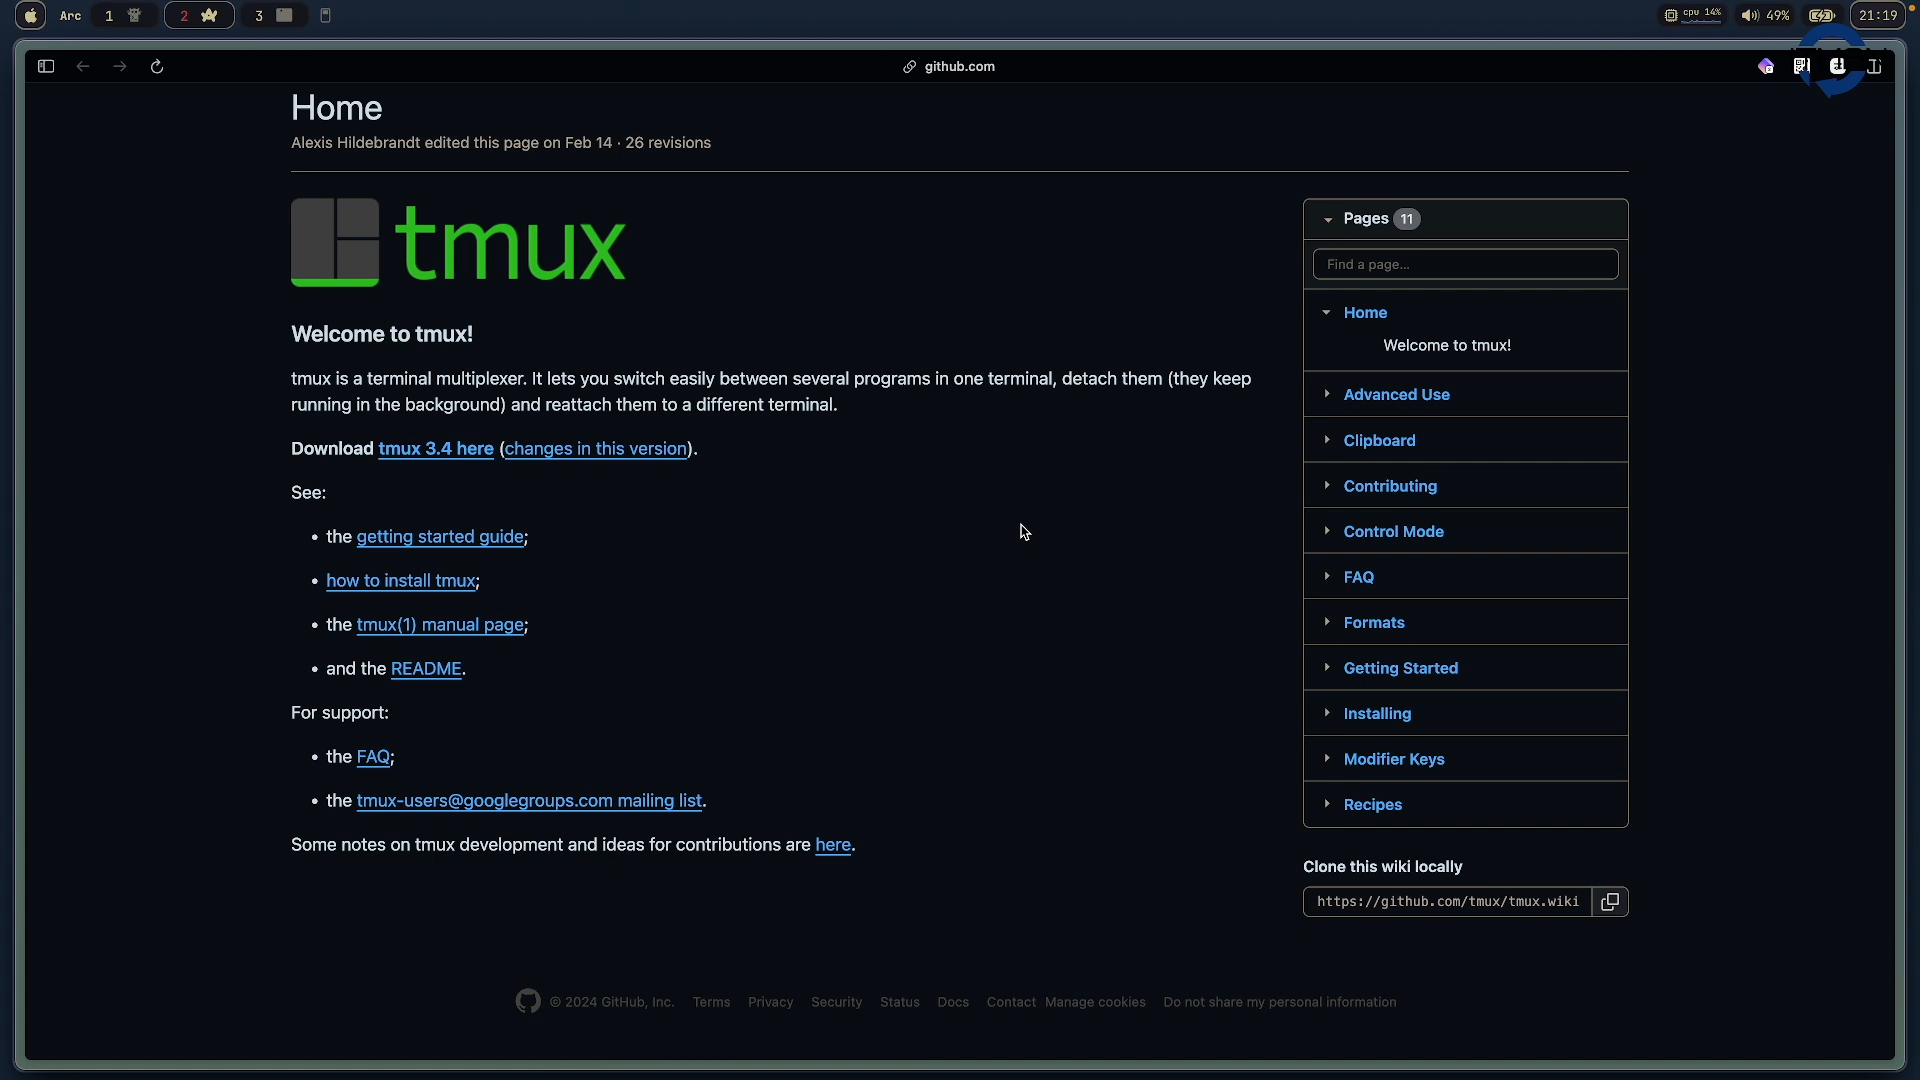 Arc 1 2 3 cpu 14% 49% 21:19
github.com
Home
Alexis Hildebrandt edited this page on Feb 14 · 26 revisions
tmux
Welcome to tmux!
tmux is a terminal multiplexer. It lets you switch easily between several programs in one terminal, detach them (they keep
running in the background) and reattach them to a different terminal.
Download tmux 3.4 here (changes in this version).
See:
• the getting started guide;
• how to install tmux;
• the tmux(1) manual page;
• and the README.
For support:
• the FAQ;
• the tmux-users@googlegroups.com mailing list.
Some notes on tmux development and ideas for contributions are here.
Pages 11
Find a page...
Home
Welcome to tmux!
Advanced Use
Clipboard
Contributing
Control Mode
FAQ
Formats
Getting Started
Installing
Modifier Keys
Recipes
Clone this wiki locally
https://github.com/tmux/tmux.wiki
© 2024 GitHub, Inc. Terms Privacy Security Status Docs Contact Manage cookies Do not share my personal information